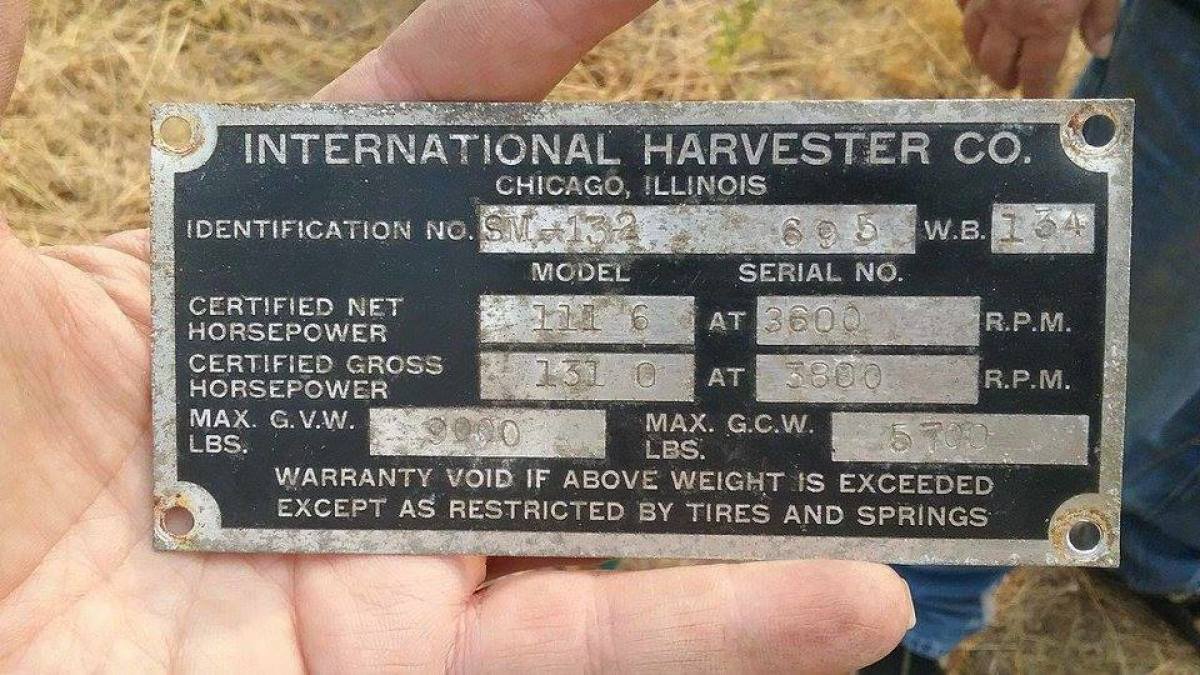 INTERNATIONAL HARVESTER CO.
CHICAGO, ILLINOIS
IDENTIFICATION NO. SM-132 695 W.B. 134
MODEL SERIAL NO.
CERTIFIED NET HORSEPOWER 111 6 AT 3600 R.P.M.
CERTIFIED GROSS HORSEPOWER 131 0 AT 3800 R.P.M.
MAX. G.V.W. LBS. 9000 MAX. G.C.W. LBS. 5700
WARRANTY VOID IF ABOVE WEIGHT IS EXCEEDED
EXCEPT AS RESTRICTED BY TIRES AND SPRINGS